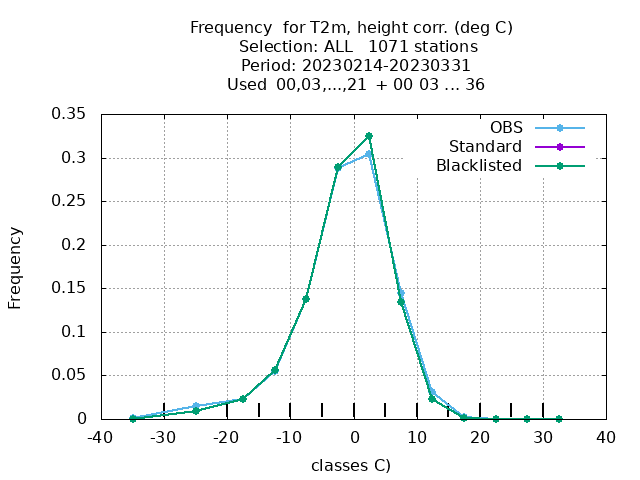 Frequency  for T2m, height corr. (deg C)
Selection: ALL   1071 stations
Period: 20230214-20230331
Used  00,03,...,21  + 00 03 ... 36
0.35
0.3
0.25
0.2
0.15
0.1
0.05
0
Frequency
OBS
Standard
Blacklisted
-40 -30 -20 -10 0 10 20 30 40
classes C)